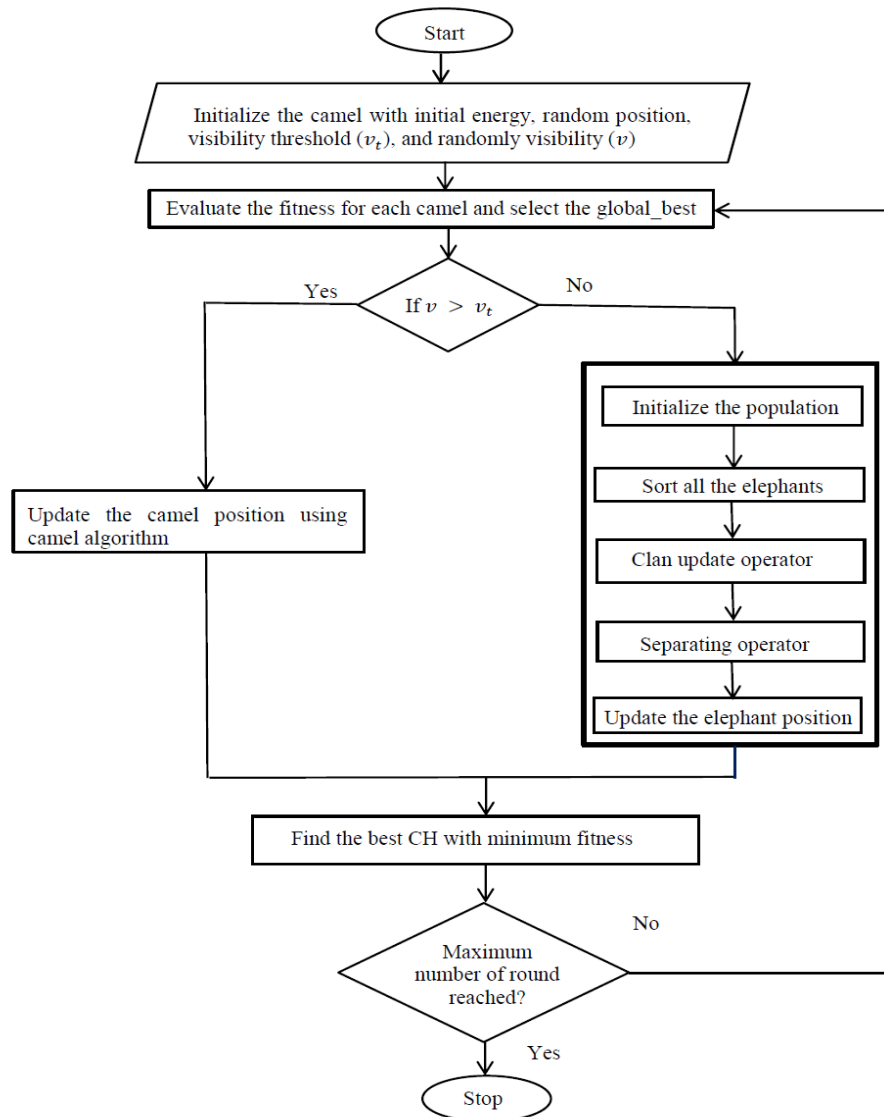 Start
Initialize the camel with initial energy, random position,
visibility threshold (𝑣𝑡), and randomly visibility (𝑣)
Evaluate the fitness for each camel and select the global_best
Yes
No
If 𝑣 > 𝑣𝑡
Initialize the population
Sort all the elephants
Clan update operator
Separating operator
Update the elephant position
Update the camel position using
camel algorithm
Find the best CH with minimum fitness
No
Maximum
number of round
reached?
Yes
Stop